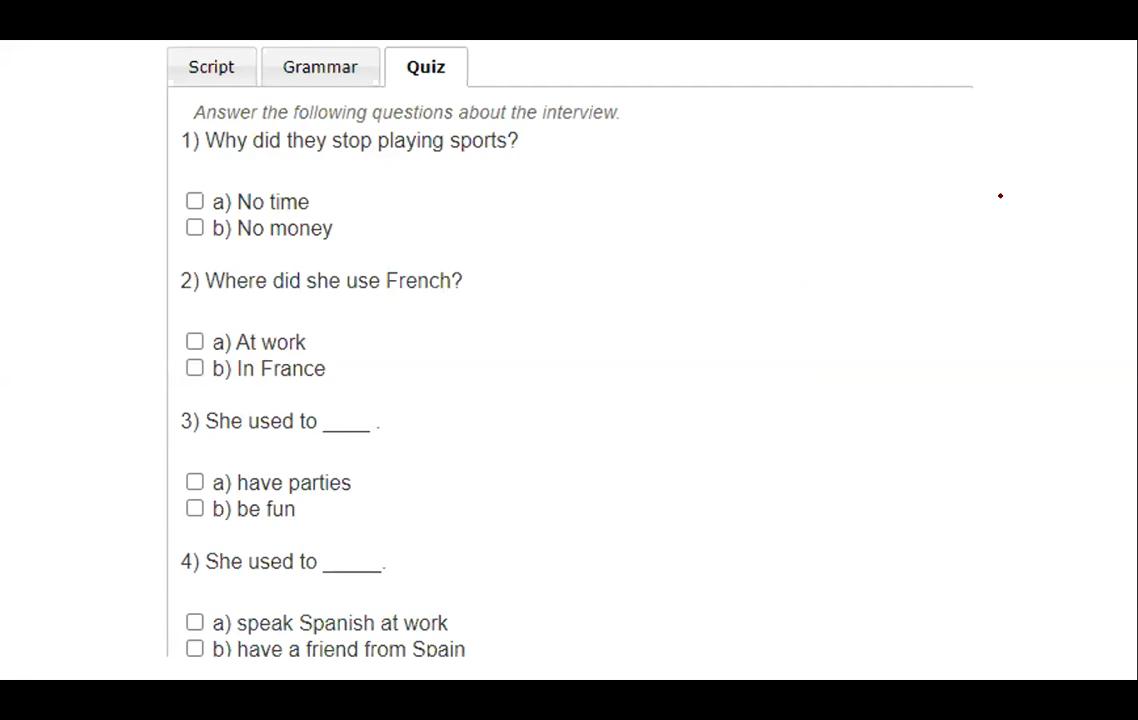 Script Grammar Quiz
Answer the following questions about the interview.
1) Why did they stop playing sports?
a) No time
b) No money
2) Where did she use French?
a) At work
b) In France
3) She used to ____ .
a) have parties
b) be fun
4) She used to _____.
a) speak Spanish at work
b) have a friend from Spain